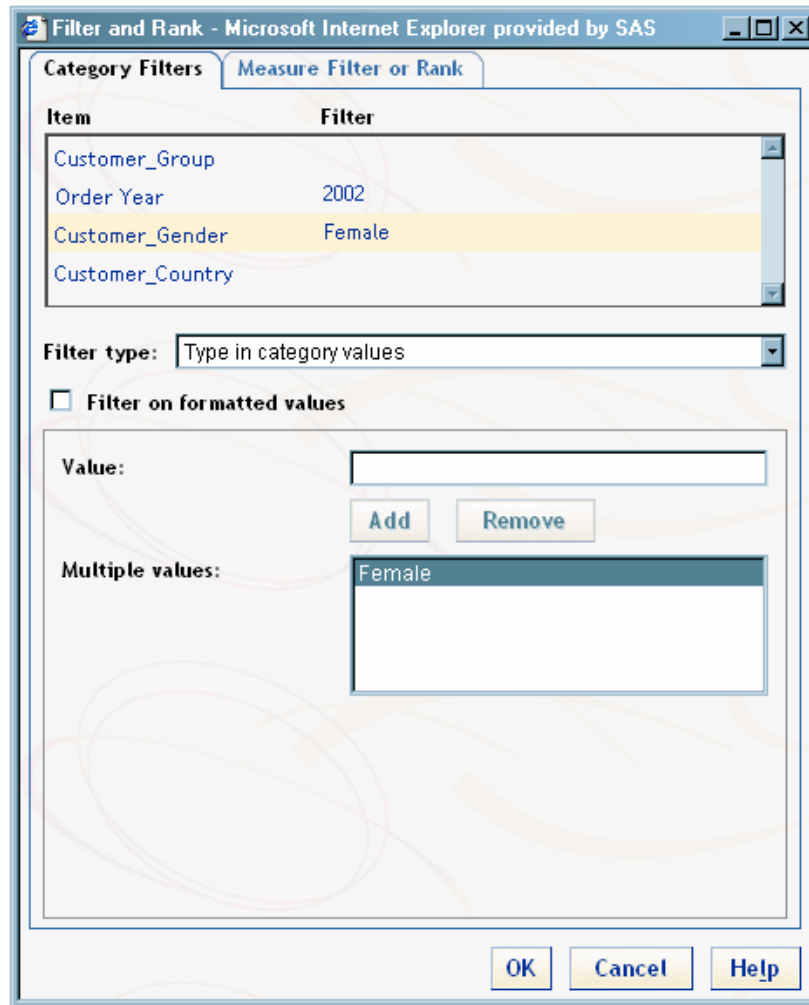 Filter and Rank - Microsoft Internet Explorer provided by SAS
Category Filters Measure Filter or Rank
Item Filter
Customer_Group
Order Year 2002
Customer_Gender Female
Customer_Country
Filter type: Type in category values
Filter on formatted values
Value:
Add Remove
Multiple values: Female
OK Cancel Help